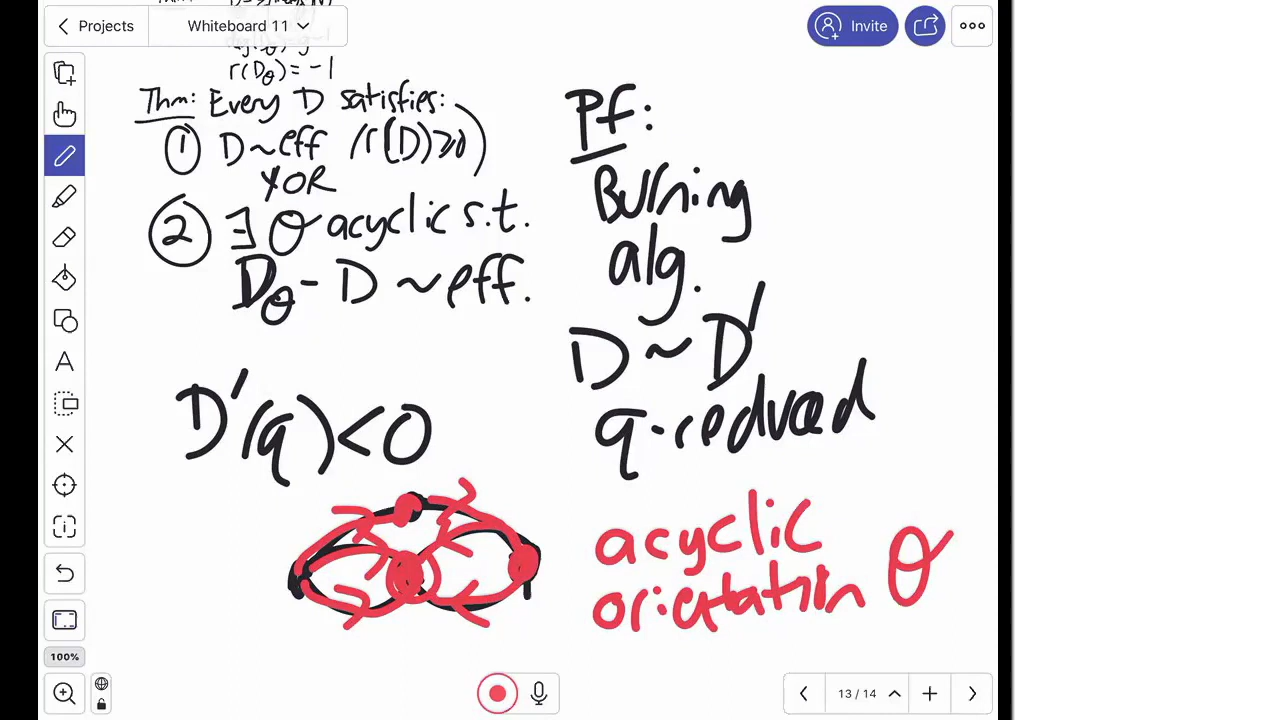 Projects
Whiteboard 11
Invite
r(D_θ) = -1
Thm: Every D satisfies:
① D ~ eff (r(D) ≥ 0)
XOR
② ∃ θ acyclic s.t.
D_θ - D ~ eff.
D'(q) < 0
Pf:
Burning
alg.
D ~ D'
q-reduced
acyclic
orientation θ
A
100%
13 / 14